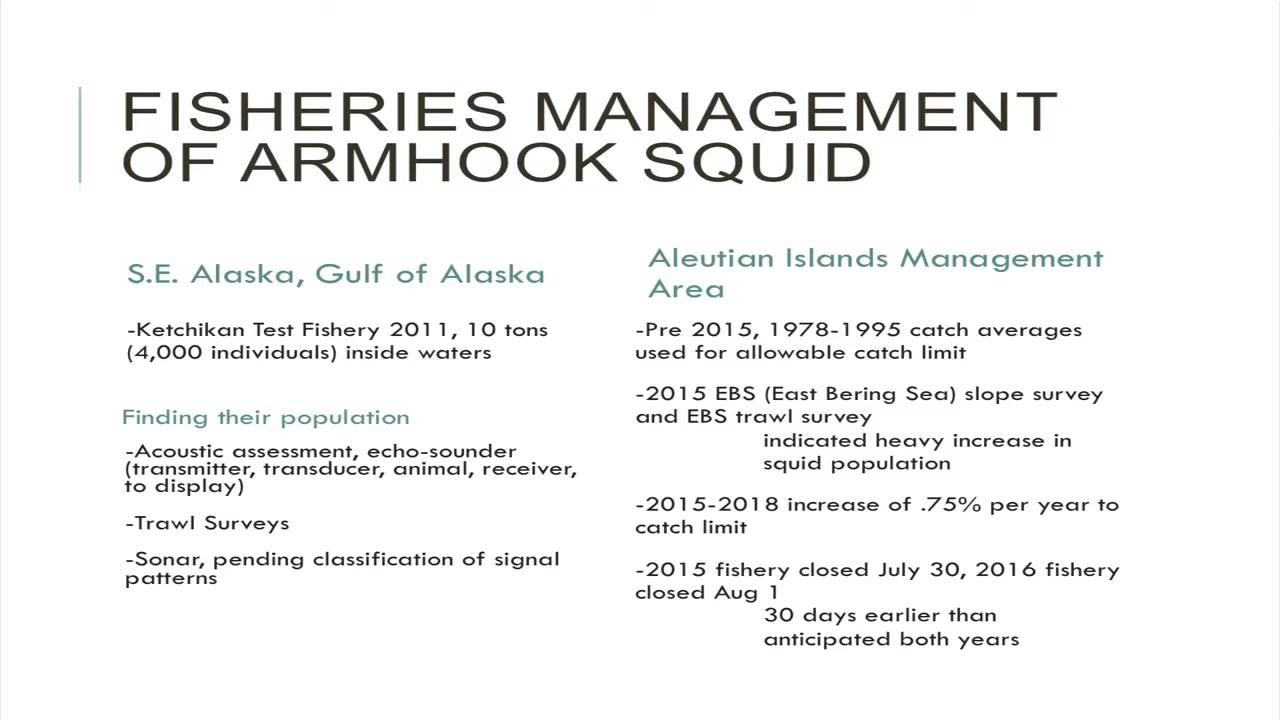 FISHERIES MANAGEMENT
OF ARMHOOK SQUID
S.E. Alaska, Gulf of Alaska
-Ketchikan Test Fishery 2011, 10 tons
(4,000 individuals) inside waters
Finding their population
-Acoustic assessment, echo-sounder
(transmitter, transducer, animal, receiver,
to display)
-Trawl Surveys
-Sonar, pending classification of signal
patterns
Aleutian Islands Management
Area
-Pre 2015, 1978-1995 catch averages
used for allowable catch limit
-2015 EBS (East Bering Sea) slope survey
and EBS trawl survey
indicated heavy increase in
squid population
-2015-2018 increase of .75% per year to
catch limit
-2015 fishery closed July 30, 2016 fishery
closed Aug 1
30 days earlier than
anticipated both years